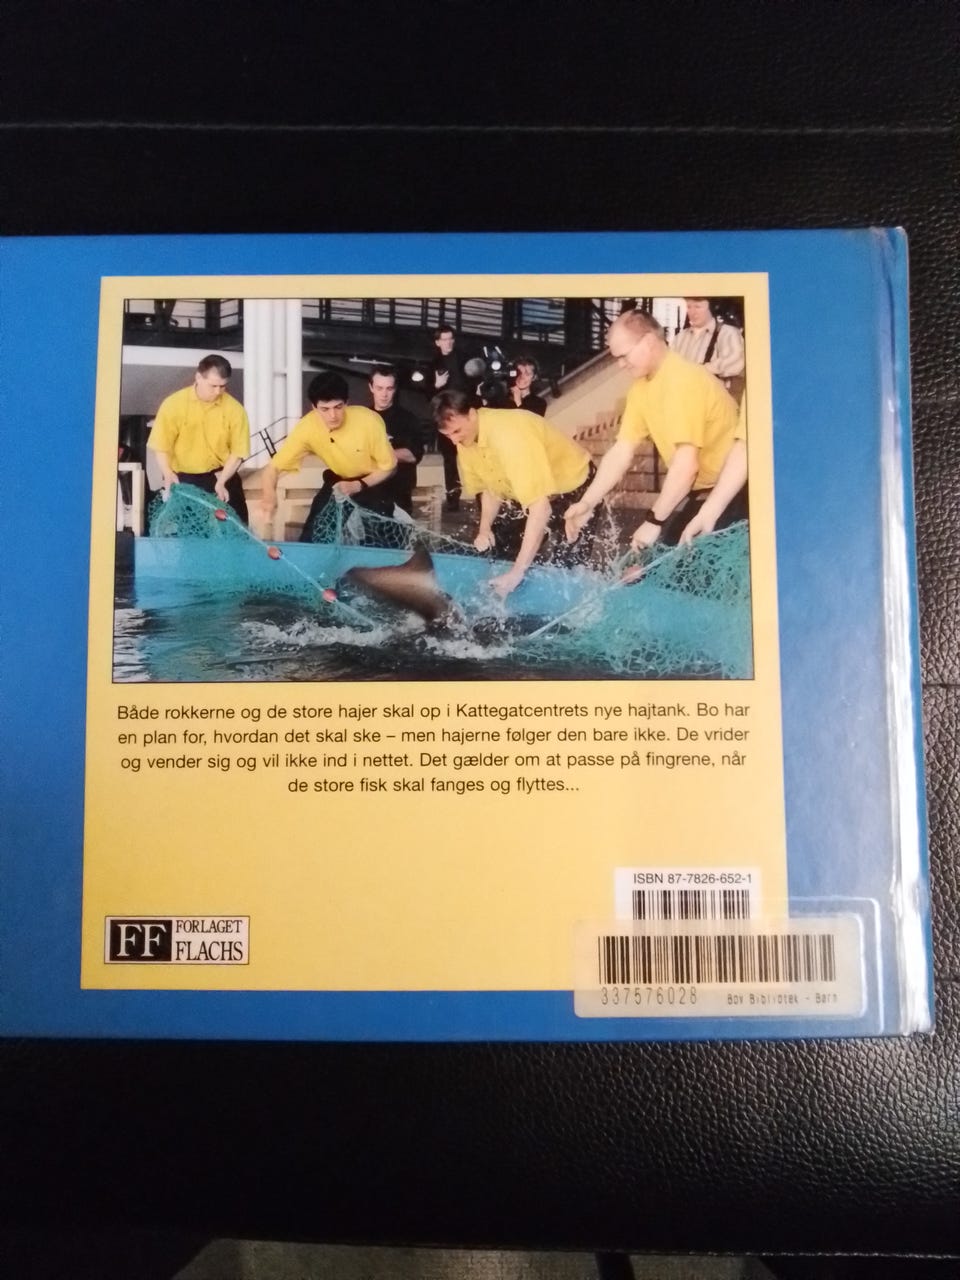 Både rokkerne og de store hajer skal op i Kattegatcentrets nye hajtank. Bo har
en plan for, hvordan det skal ske – men hajerne følger den bare ikke. De vrider
og vender sig og vil ikke ind i nettet. Det gælder om at passe på fingrene, når
de store fisk skal fanges og flyttes...
ISBN 87-7826-652-1
FF FORLAGET
FLACHS
337576028 Bov Bibliotek - Børn